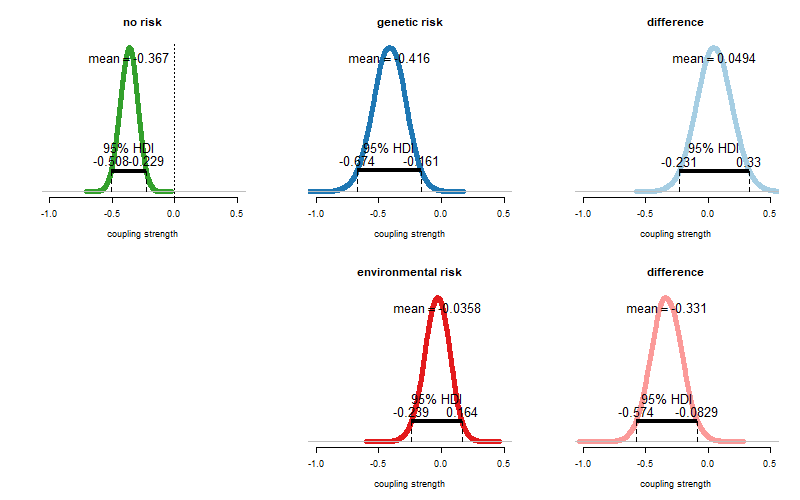 no risk
genetic risk
difference
mean = -0.367
mean = -0.416
mean = 0.0494
95% HDI
95% HDI
95% HDI
-0.508 -0.229
-0.674 -0.161
-0.231 0.33
-1.0 -0.5 0.0 0.5
-1.0 -0.5 0.0 0.5
-0.5 0.0 0.5
coupling strength
coupling strength
coupling strength
environmental risk
difference
mean = -0.0358
mean = -0.331
95% HDI
95% HDI
-0.239 0.164
-0.574 -0.0829
-1.0 -0.5 0.0 0.5
-1.0 -0.5 0.0 0.5
coupling strength
coupling strength